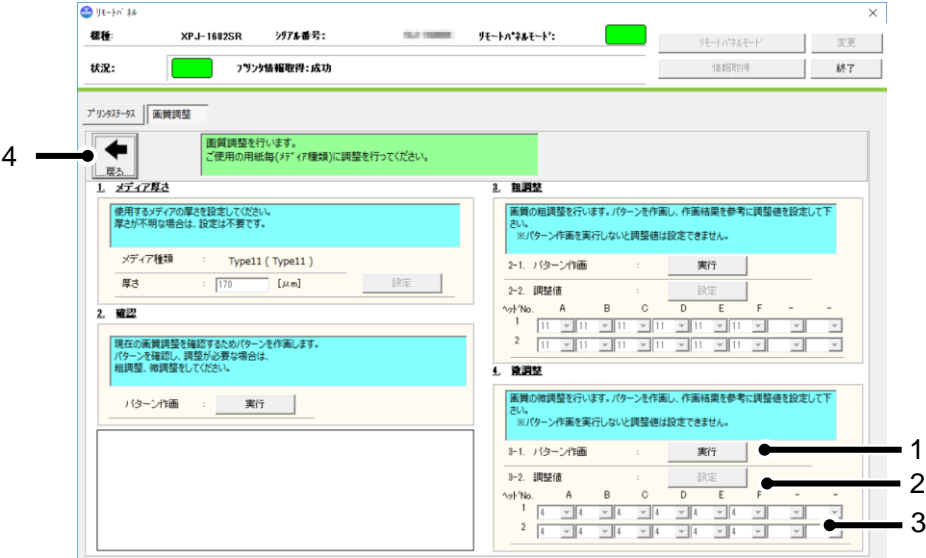 ﾘﾓｰﾄﾊﾟﾈﾙ
機種: XPJ-1682SR ｼﾘｱﾙ番号: ﾘﾓｰﾄﾊﾟﾈﾙﾓｰﾄﾞ: ﾘﾓｰﾄﾊﾟﾈﾙﾓｰﾄﾞ 変更
状況: ﾌﾟﾘﾝﾀ情報取得:成功 情報取得 終了
ﾌﾟﾘﾝﾀｽﾃｰﾀｽ 画質調整
4
戻る
画質調整を行います。
ご使用の用紙毎(ﾒﾃﾞｨｱ種類)に調整を行ってください。
1. メディア厚さ
使用するメディアの厚さを設定してください。
厚さが不明な場合は、設定は不要です。
メディア種類 : Type11 ( Type11 )
厚さ : 170 [μm] 設定
2. 確認
現在の画質調整を確認するためパターンを作画します。
パターンを確認し、調整が必要な場合は、
粗調整、微調整をしてください。
パターン作画 : 実行
3. 粗調整
画質の粗調整を行います。パターンを作画し、作画結果を参考に調整値を設定して下
さい。
※パターン作画を実行しないと調整値は設定できません。
2-1. パターン作画 : 実行
2-2. 調整値 : 設定
ﾍｯﾄﾞNo. A B C D E F - -
1 11 11 11 11 11 11
2 11 11 11 11 11 11
4. 微調整
画質の微調整を行います。パターンを作画し、作画結果を参考に調整値を設定して下
さい。
※パターン作画を実行しないと調整値は設定できません。
3-1. パターン作画 : 実行
1
3-2. 調整値 : 設定
2
ﾍｯﾄﾞNo. A B C D E F - -
1 4 4 4 4 4 4
2 4 4 4 4 4 4
3